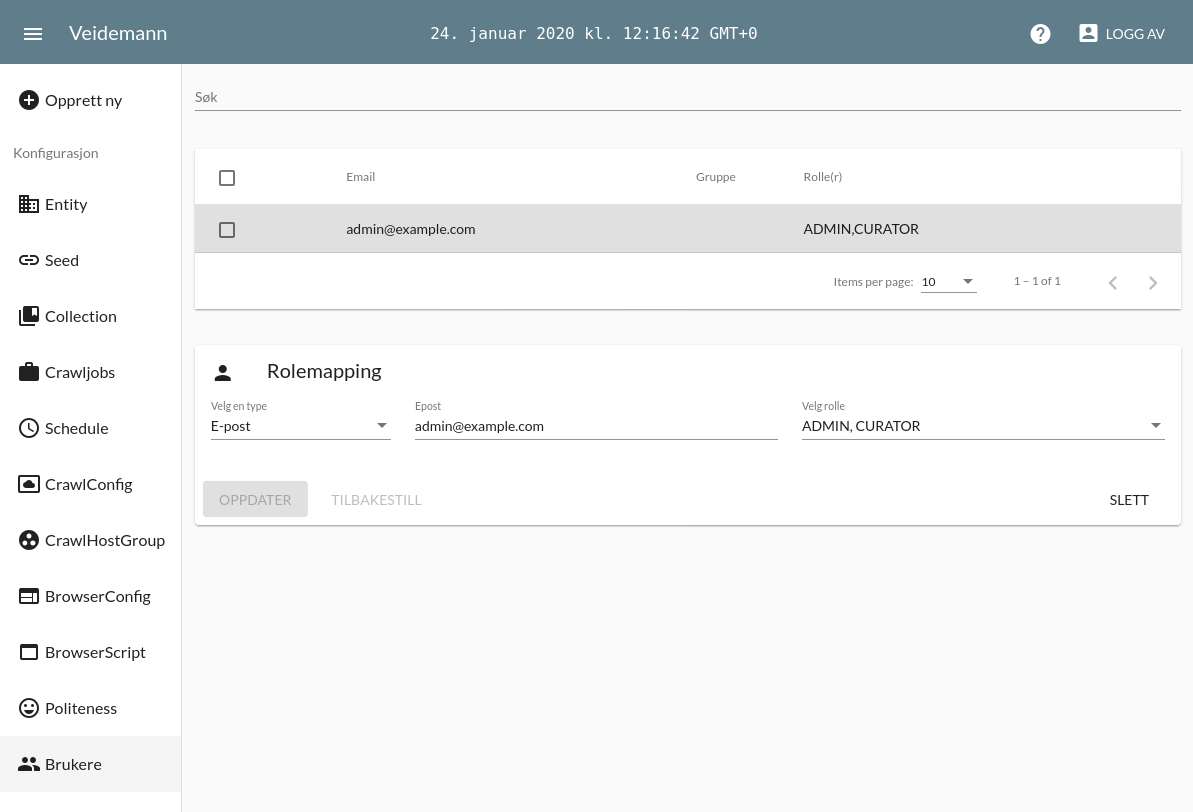 Veidemann
24. januar 2020 kl. 12:16:42 GMT+0
LOGG AV
Opprett ny
Konfigurasjon
Entity
Seed
Collection
Crawljobs
Schedule
CrawlConfig
CrawlHostGroup
BrowserConfig
BrowserScript
Politeness
Brukere
Søk
Email Gruppe Rolle(r)
admin@example.com ADMIN,CURATOR
Items per page: 10 1 – 1 of 1
Rolemapping
Velg en type Epost Velg rolle
E-post admin@example.com ADMIN, CURATOR
OPPDATER TILBAKESTILL SLETT